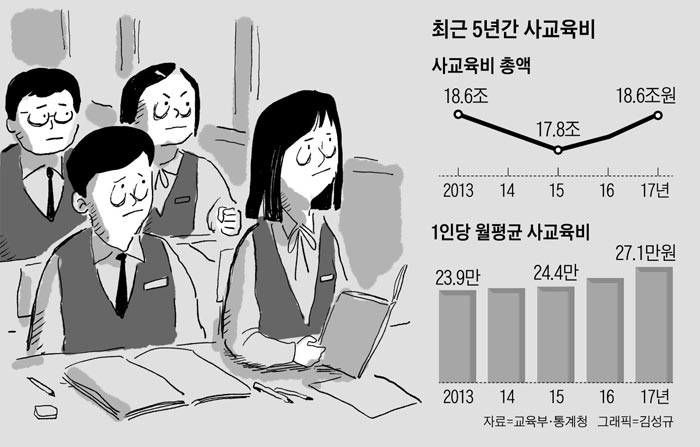 최근 5년간 사교육비
사교육비 총액
18.6조
17.8조
18.6조원
2013 14 15 16 17년
1인당 월평균 사교육비
23.9만
24.4만
27.1만원
2013 14 15 16 17년
자료=교육부·통계청 그래픽=김성규